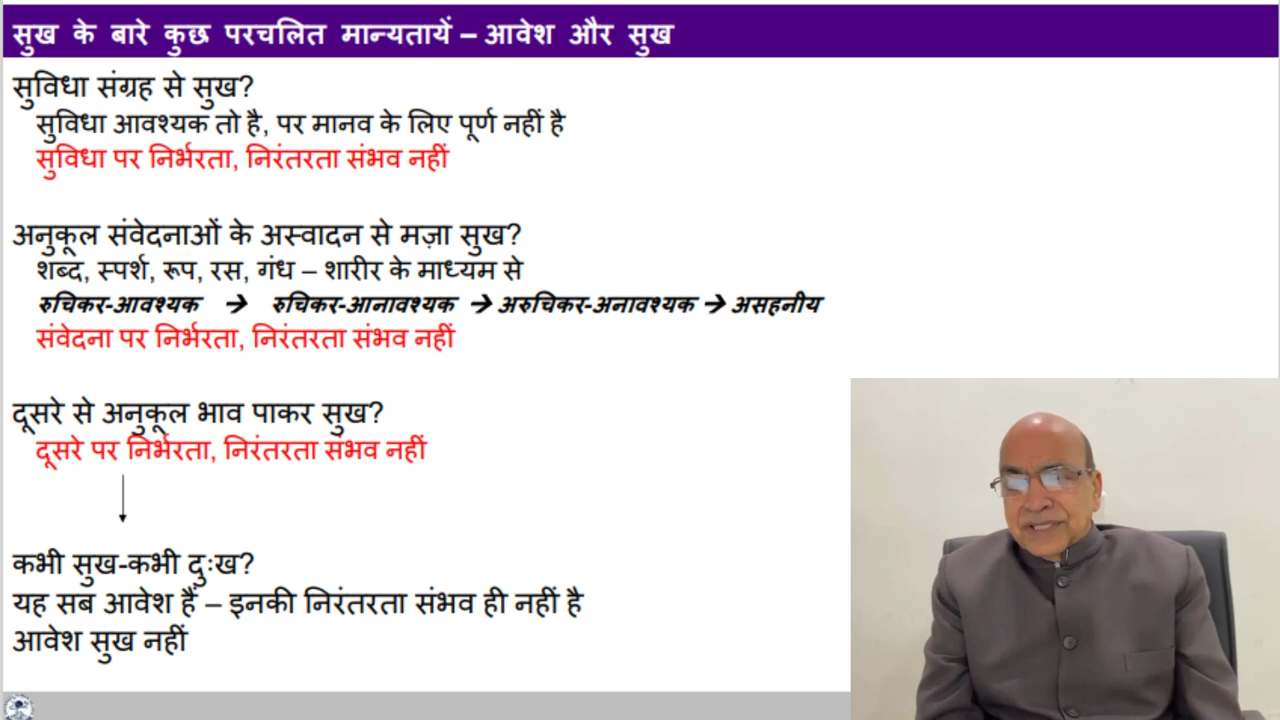 सुख के बारे कुछ परचलित मान्यतायें – आवेश और सुख
सुविधा संग्रह से सुख?
सुविधा आवश्यक तो है, पर मानव के लिए पूर्ण नहीं है
सुविधा पर निर्भरता, निरंतरता संभव नहीं
अनुकूल संवेदनाओं के अस्वादन से मज़ा सुख?
शब्द, स्पर्श, रूप, रस, गंध – शारीर के माध्यम से
रुचिकर-आवश्यक → रुचिकर-आनावश्यक → अरुचिकर-अनावश्यक → असहनीय
संवेदना पर निर्भरता, निरंतरता संभव नहीं
दूसरे से अनुकूल भाव पाकर सुख?
दूसरे पर निर्भरता, निरंतरता संभव नहीं
कभी सुख-कभी दुःख?
यह सब आवेश हैं – इनकी निरंतरता संभव ही नहीं है
आवेश सुख नहीं